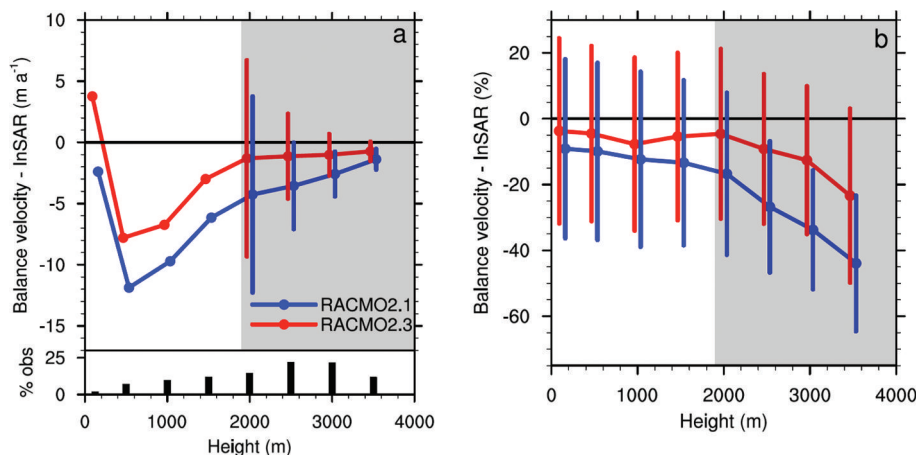 a
10
5
0
-5
-10
-15
Balance velocity - InSAR (m a⁻¹)
RACMO2.1
RACMO2.3
25
0
% obs
0 1000 2000 3000 4000
Height (m)
b
20
0
-20
-40
-60
Balance velocity - InSAR (%)
0 1000 2000 3000 4000
Height (m)